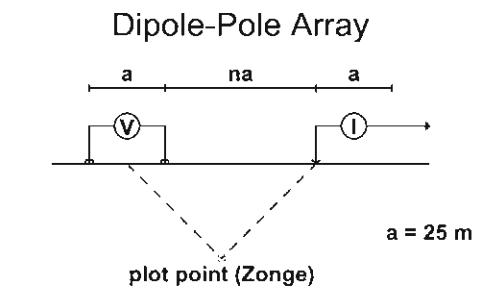 Dipole-Pole Array
a na a
V I
a = 25 m
plot point (Zonge)